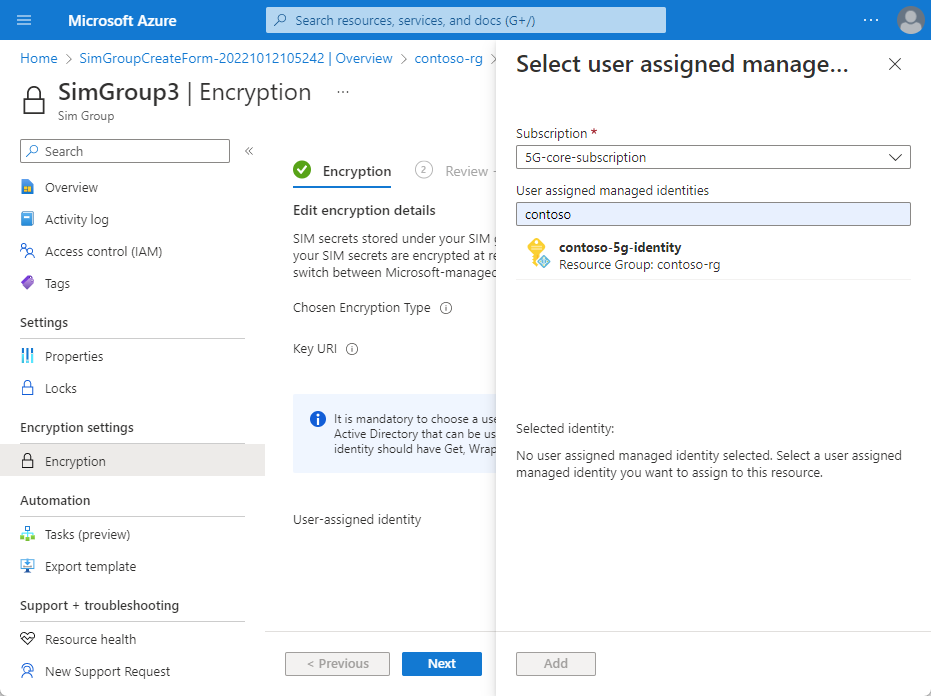 Microsoft Azure
Search resources, services, and docs (G+/)
Home > SimGroupCreateForm-20221012105242 | Overview > contoso-rg >
SimGroup3 | Encryption ...
Sim Group
Search
«
Overview
Activity log
Access control (IAM)
Tags
Settings
Properties
Locks
Encryption settings
Encryption
Automation
Tasks (preview)
Export template
Support + troubleshooting
Resource health
New Support Request
Encryption
2 Review
Edit encryption details
SIM secrets stored under your SIM
your SIM secrets are encrypted at
switch between Microsoft-managed
Chosen Encryption Type
Key URI
It is mandatory to choose a
Active Directory that can be
identity should have Get, Wrap
User-assigned identity
< Previous
Next
Select user assigned manage...
Subscription *
5G-core-subscription
User assigned managed identities
contoso
contoso-5g-identity
Resource Group: contoso-rg
Selected identity:
No user assigned managed identity selected. Select a user assigned
managed identity you want to assign to this resource.
Add